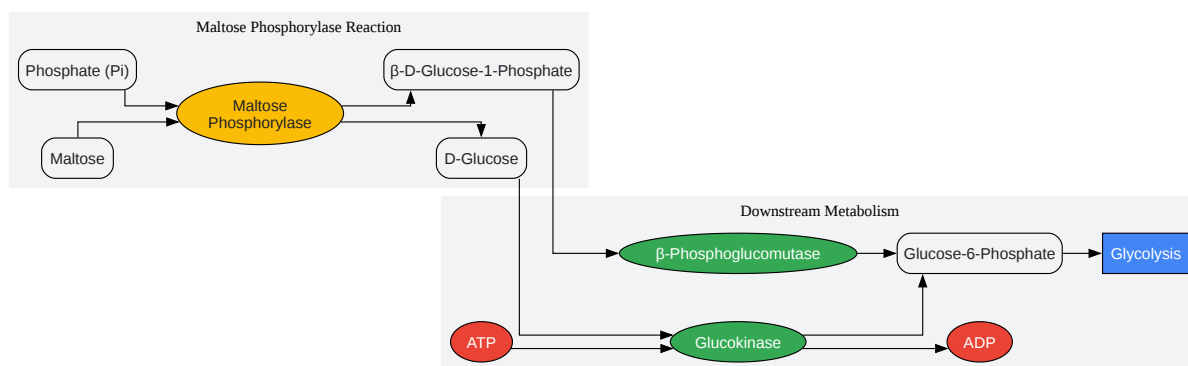 Maltose Phosphorylase Reaction
Phosphate (Pi)
β-D-Glucose-1-Phosphate
Maltose
Phosphorylase
Maltose
D-Glucose
Downstream Metabolism
β-Phosphoglucomutase
Glucose-6-Phosphate
Glycolysis
ATP
Glucokinase
ADP